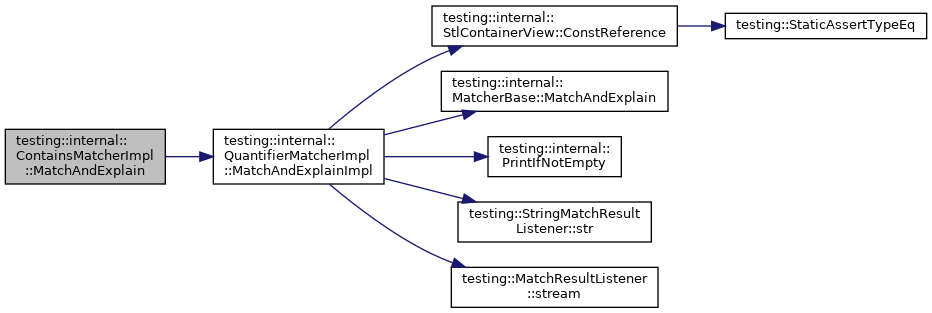 testing::internal::
ContainsMatcherImpl
::MatchAndExplain
testing::internal::
QuantifierMatcherImpl
::MatchAndExplainImpl
testing::internal::
StlContainerView::ConstReference
testing::StaticAssertTypeEq
testing::internal::
MatcherBase::MatchAndExplain
testing::internal::
PrintIfNotEmpty
testing::StringMatchResult
Listener::str
testing::MatchResultListener
::stream